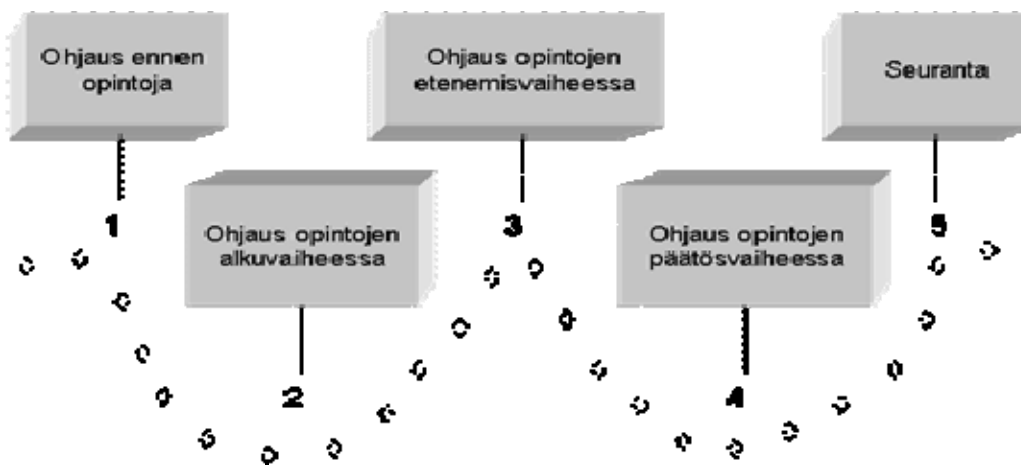 Ohjaus ennen
opintoja
1
Ohjaus opintojen
alkuvaiheessa
2
Ohjaus opintojen
etenemisvaiheessa
3
Ohjaus opintojen
päätösvaiheessa
4
Seuranta
5